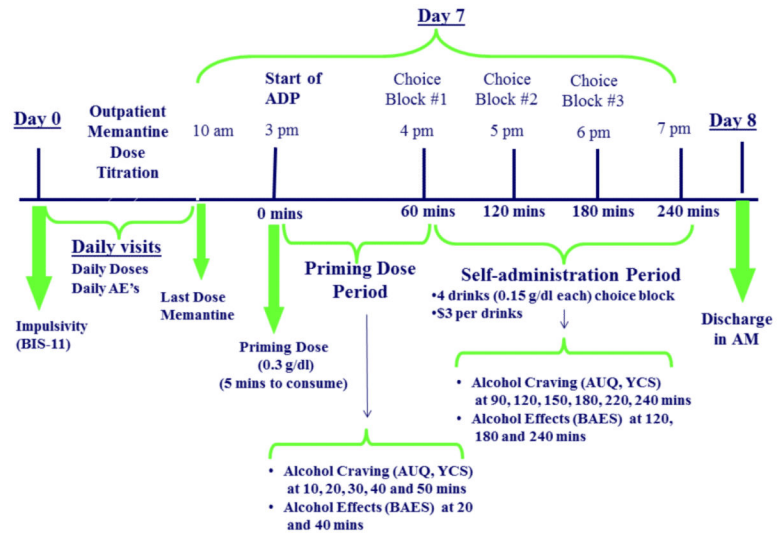 Day 7
Day 0
Outpatient
Memantine
Dose
Titration
10 am
Start of
ADP
3 pm
Choice
Block #1
4 pm
Choice
Block #2
5 pm
Choice
Block #3
6 pm
7 pm
Day 8
0 mins
60 mins
120 mins
180 mins
240 mins
Daily visits
Daily Doses
Daily AE's
Impulsivity
(BIS-11)
Last Dose
Memantine
Priming Dose
(0.3 g/dl)
(5 mins to consume)
Priming Dose
Period
Self-administration Period
•4 drinks (0.15 g/dl each) choice block
•$3 per drinks
Discharge
in AM
• Alcohol Craving (AUQ, YCS)
at 90, 120, 150, 180, 220, 240 mins
• Alcohol Effects (BAES) at 120,
180 and 240 mins
• Alcohol Craving (AUQ, YCS)
at 10, 20, 30, 40 and 50 mins
• Alcohol Effects (BAES) at 20
and 40 mins